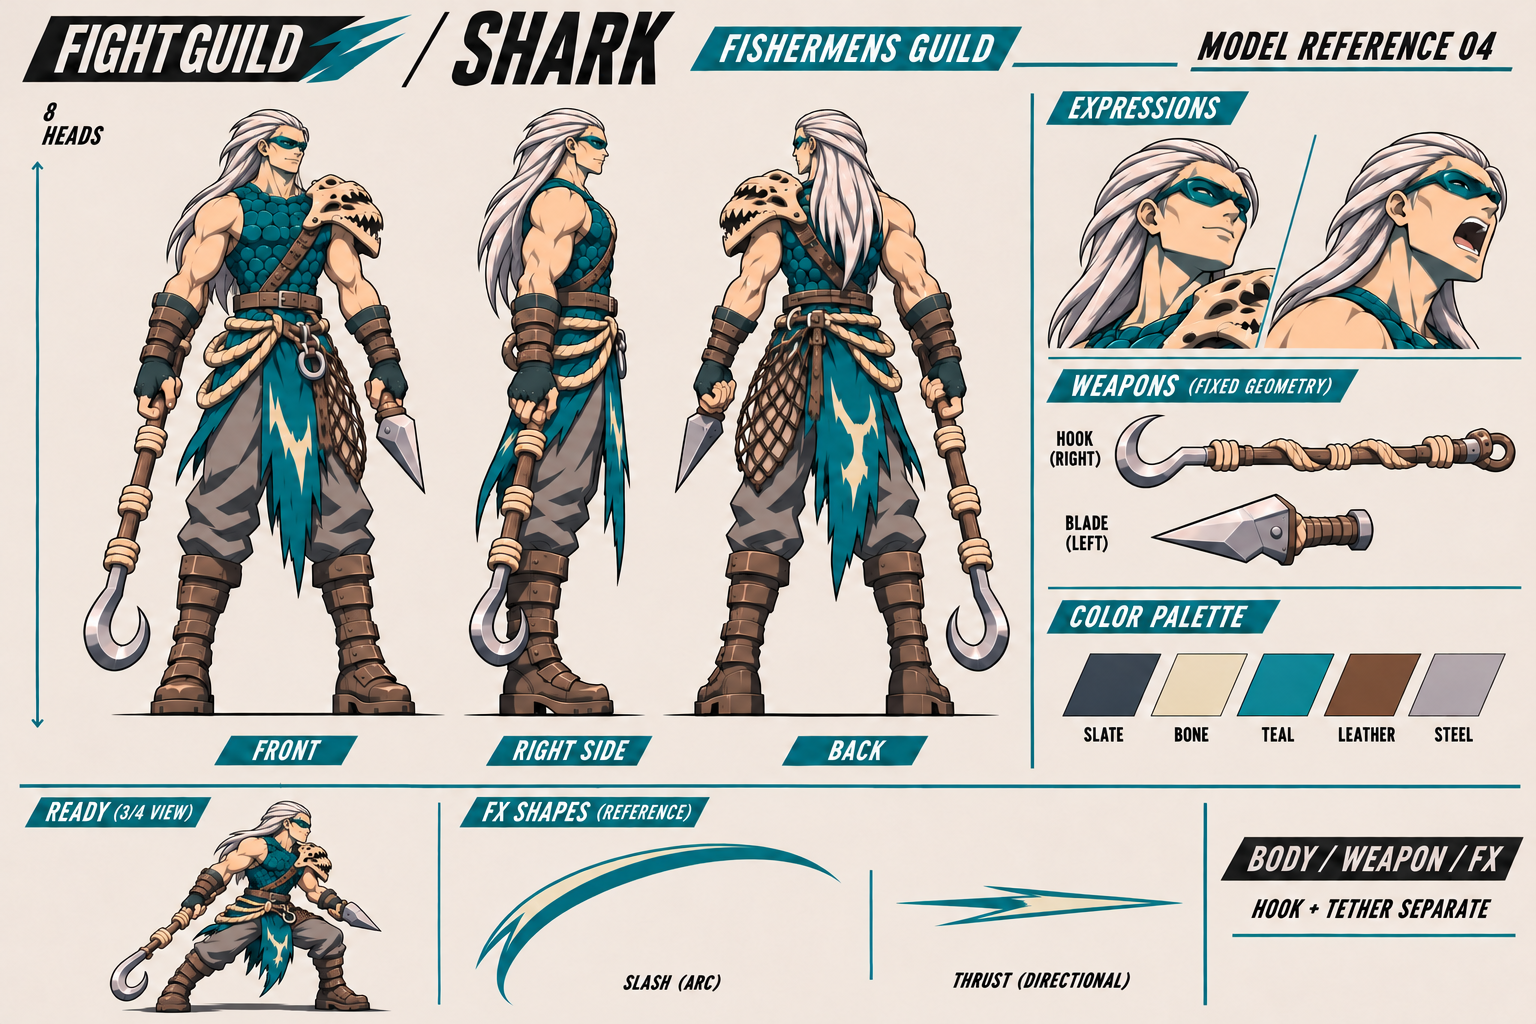 FIGHT GUILD / SHARK
FISHERMENS GUILD
MODEL REFERENCE 04
8
HEADS
FRONT
RIGHT SIDE
BACK
EXPRESSIONS
WEAPONS (FIXED GEOMETRY)
HOOK
(RIGHT)
BLADE
(LEFT)
COLOR PALETTE
SLATE
BONE
TEAL
LEATHER
STEEL
READY (3/4 VIEW)
FX SHAPES (REFERENCE)
SLASH (ARC)
THRUST (DIRECTIONAL)
BODY / WEAPON / FX
HOOK + TETHER SEPARATE